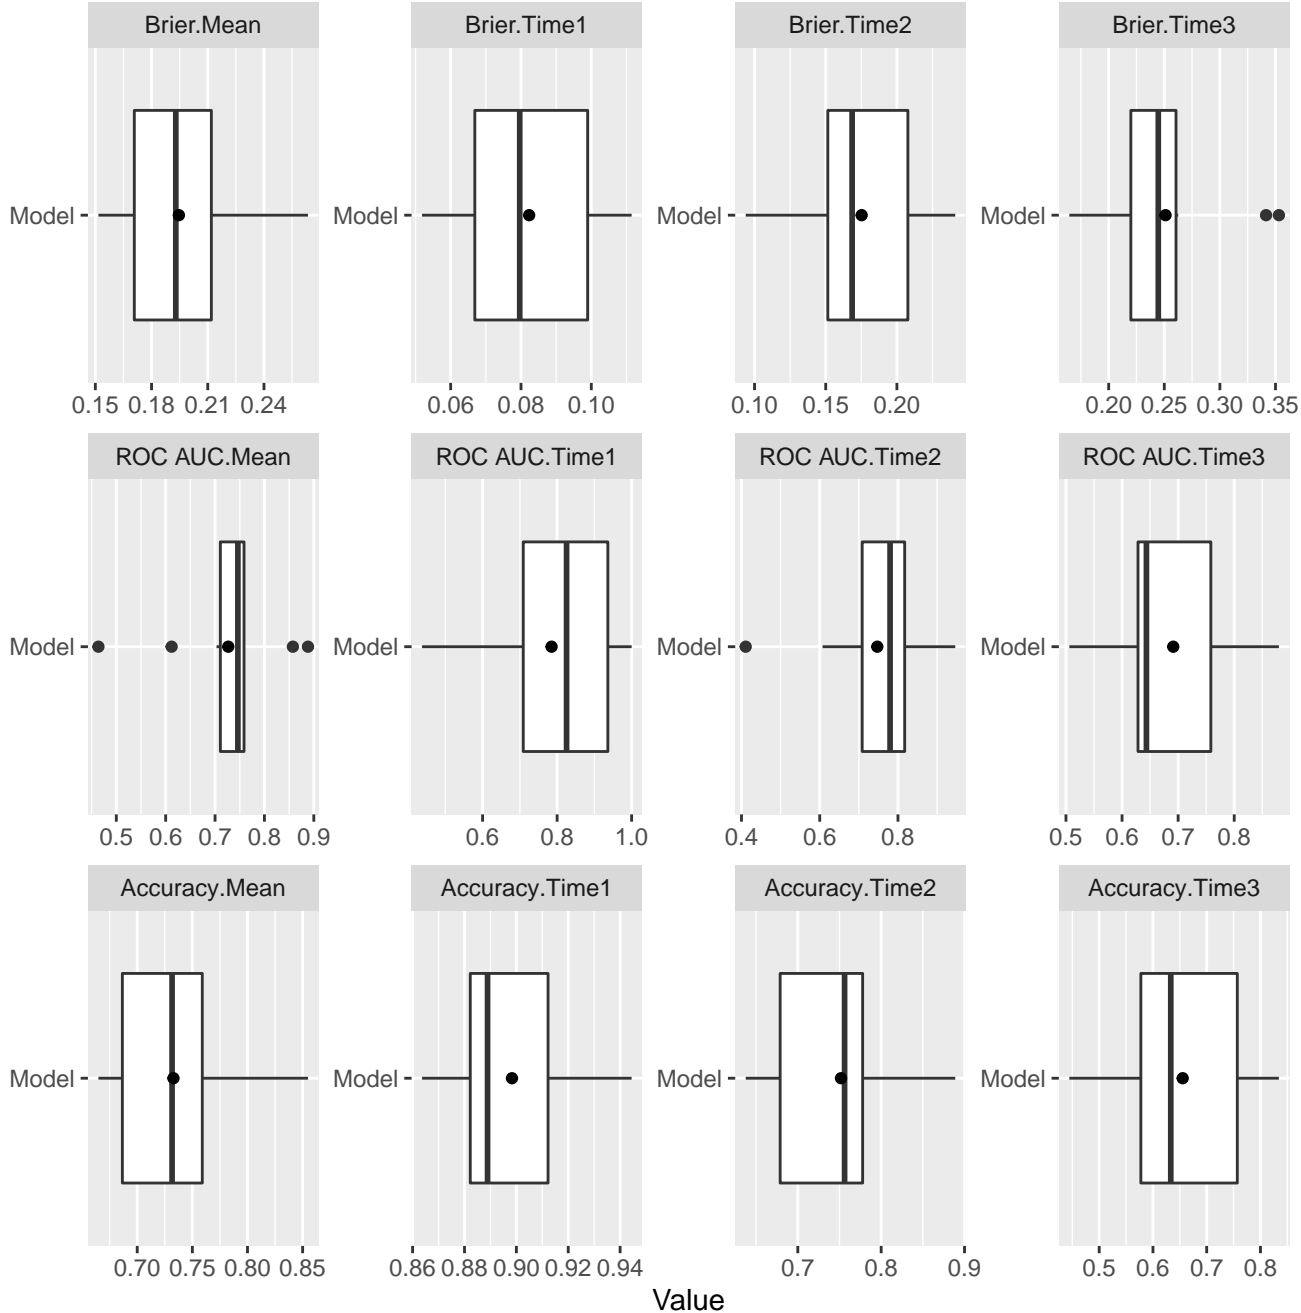 Brier.Mean Brier.Time1 Brier.Time2 Brier.Time3
Model Model Model Model
0.15 0.18 0.21 0.24 0.06 0.08 0.10 0.10 0.15 0.20 0.20 0.25 0.30 0.35
ROC AUC.Mean ROC AUC.Time1 ROC AUC.Time2 ROC AUC.Time3
Model Model Model Model
0.5 0.6 0.7 0.8 0.9 0.6 0.8 1.0 0.4 0.6 0.8 0.5 0.6 0.7 0.8
Accuracy.Mean Accuracy.Time1 Accuracy.Time2 Accuracy.Time3
Model Model Model Model
0.70 0.75 0.80 0.85 0.86 0.88 0.90 0.92 0.94 0.7 0.8 0.9 0.5 0.6 0.7 0.8
Value